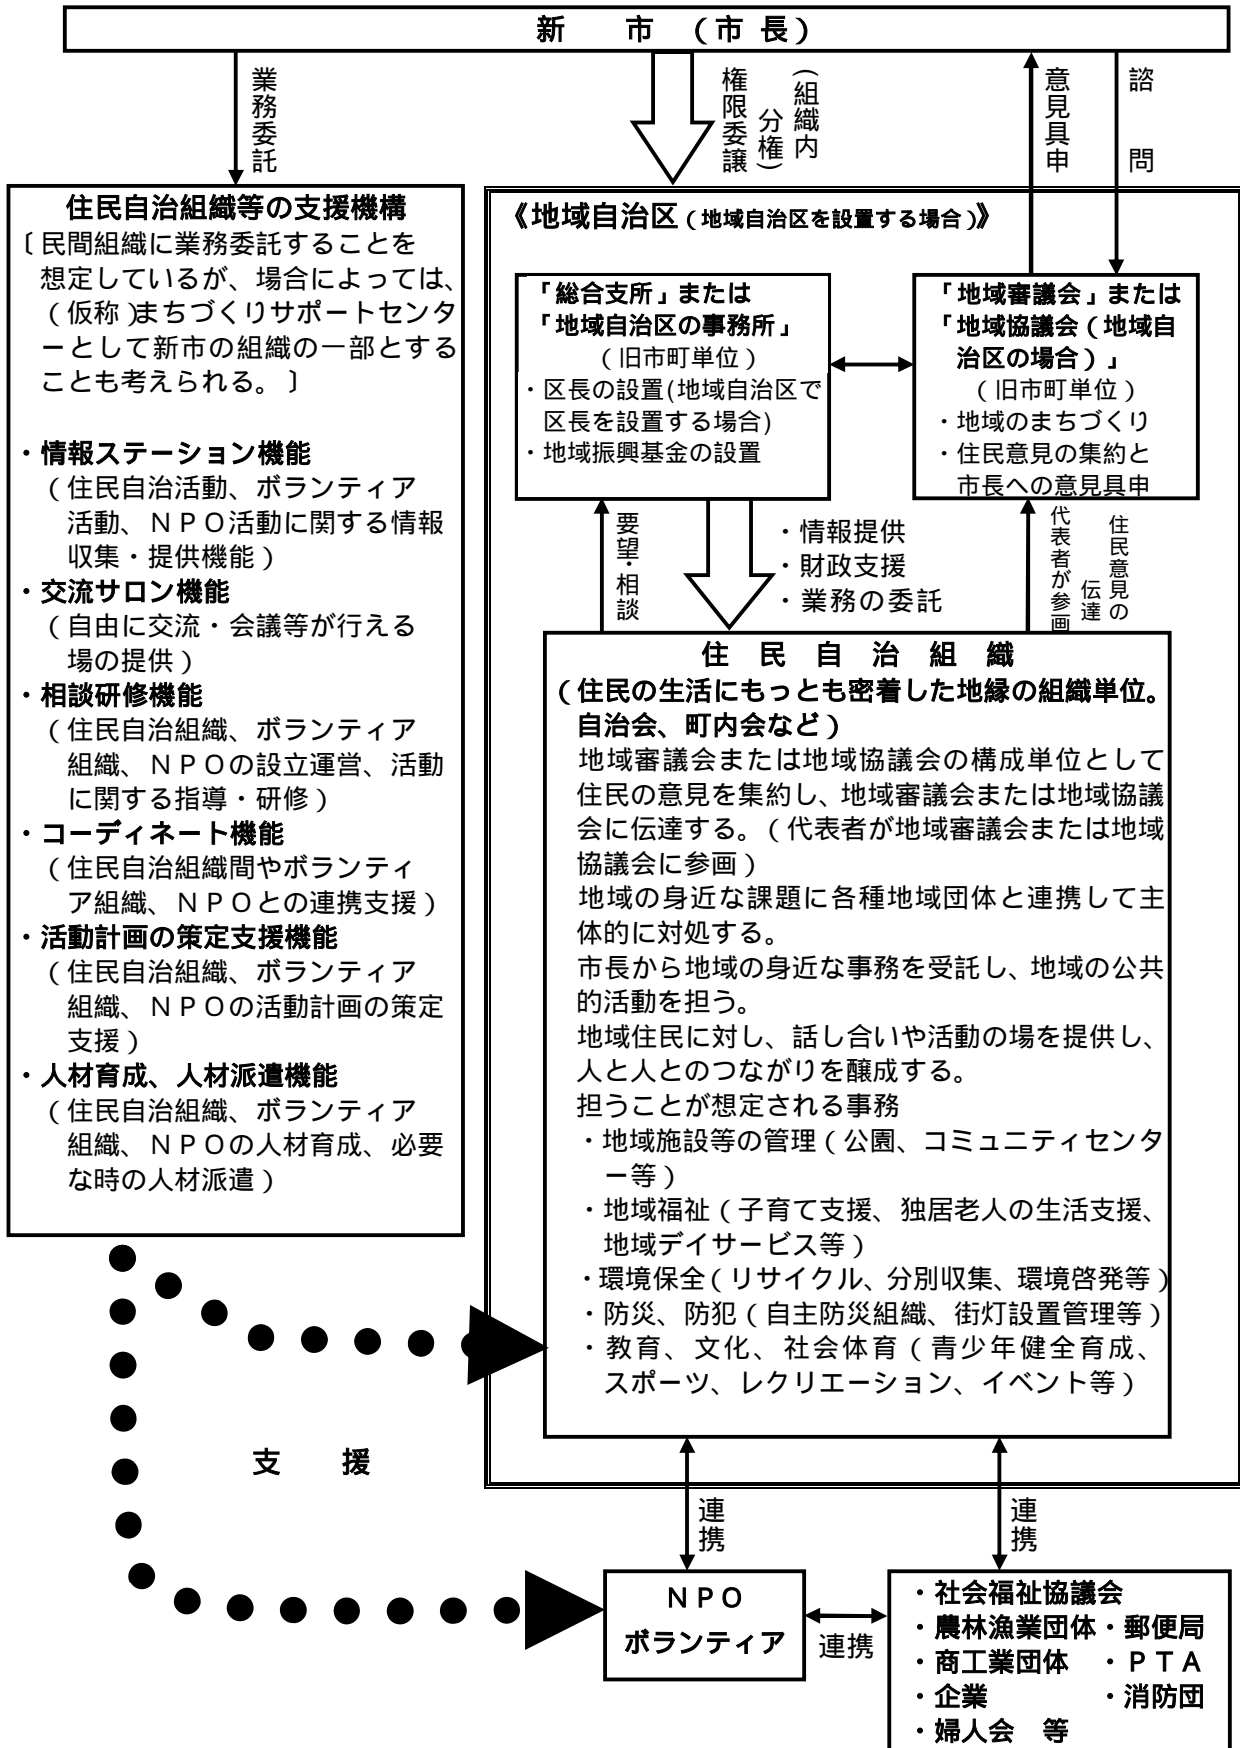 新　市（市長）
業務委託
権限委譲
（組織内
分権）
意見具申
諮　問
住民自治組織等の支援機構
〔民間組織に業務委託することを
想定しているが、場合によっては、
（仮称）まちづくりサポートセンタ
ーとして新市の組織の一部とする
ことも考えられる。〕
・情報ステーション機能
（住民自治活動、ボランティア
活動、ＮＰＯ活動に関する情報
収集・提供機能）
・交流サロン機能
（自由に交流・会議等が行える
場の提供）
・相談研修機能
（住民自治組織、ボランティア
組織、ＮＰＯの設立運営、活動
に関する指導・研修）
・コーディネート機能
（住民自治組織間やボランティ
ア組織、ＮＰＯとの連携支援）
・活動計画の策定支援機能
（住民自治組織、ボランティア
組織、ＮＰＯの活動計画の策定
支援）
・人材育成、人材派遣機能
（住民自治組織、ボランティア
組織、ＮＰＯの人材育成、必要
な時の人材派遣）
《地域自治区（地域自治区を設置する場合）》
「総合支所」または
「地域自治区の事務所」
（旧市町単位）
・区長の設置(地域自治区で
区長を設置する場合)
・地域振興基金の設置
「地域審議会」または
「地域協議会（地域自
治区の場合）」
（旧市町単位）
・地域のまちづくり
・住民意見の集約と
市長への意見具申
要望・相談
・情報提供
・財政支援
・業務の委託
代表者が参画
住民意見の
伝達
住民自治組織
（住民の生活にもっとも密着した地縁の組織単位。
自治会、町内会など）
地域審議会または地域協議会の構成単位として
住民の意見を集約し、地域審議会または地域協議
会に伝達する。（代表者が地域審議会または地域
協議会に参画）
地域の身近な課題に各種地域団体と連携して主
体的に対処する。
市長から地域の身近な事務を受託し、地域の公共
的活動を担う。
地域住民に対し、話し合いや活動の場を提供し、
人と人とのつながりを醸成する。
担うことが想定される事務
・地域施設等の管理（公園、コミュニティセンタ
ー等）
・地域福祉（子育て支援、独居老人の生活支援、
地域デイサービス等）
・環境保全（リサイクル、分別収集、環境啓発等）
・防災、防犯（自主防災組織、街灯設置管理等）
・教育、文化、社会体育（青少年健全育成、
スポーツ、レクリエーション、イベント等）
支　援
連携
連携
ＮＰＯ
ボランティア
連携
・社会福祉協議会
・農林漁業団体・郵便局
・商工業団体　・ＰＴＡ
・企業　　　　・消防団
・婦人会　等